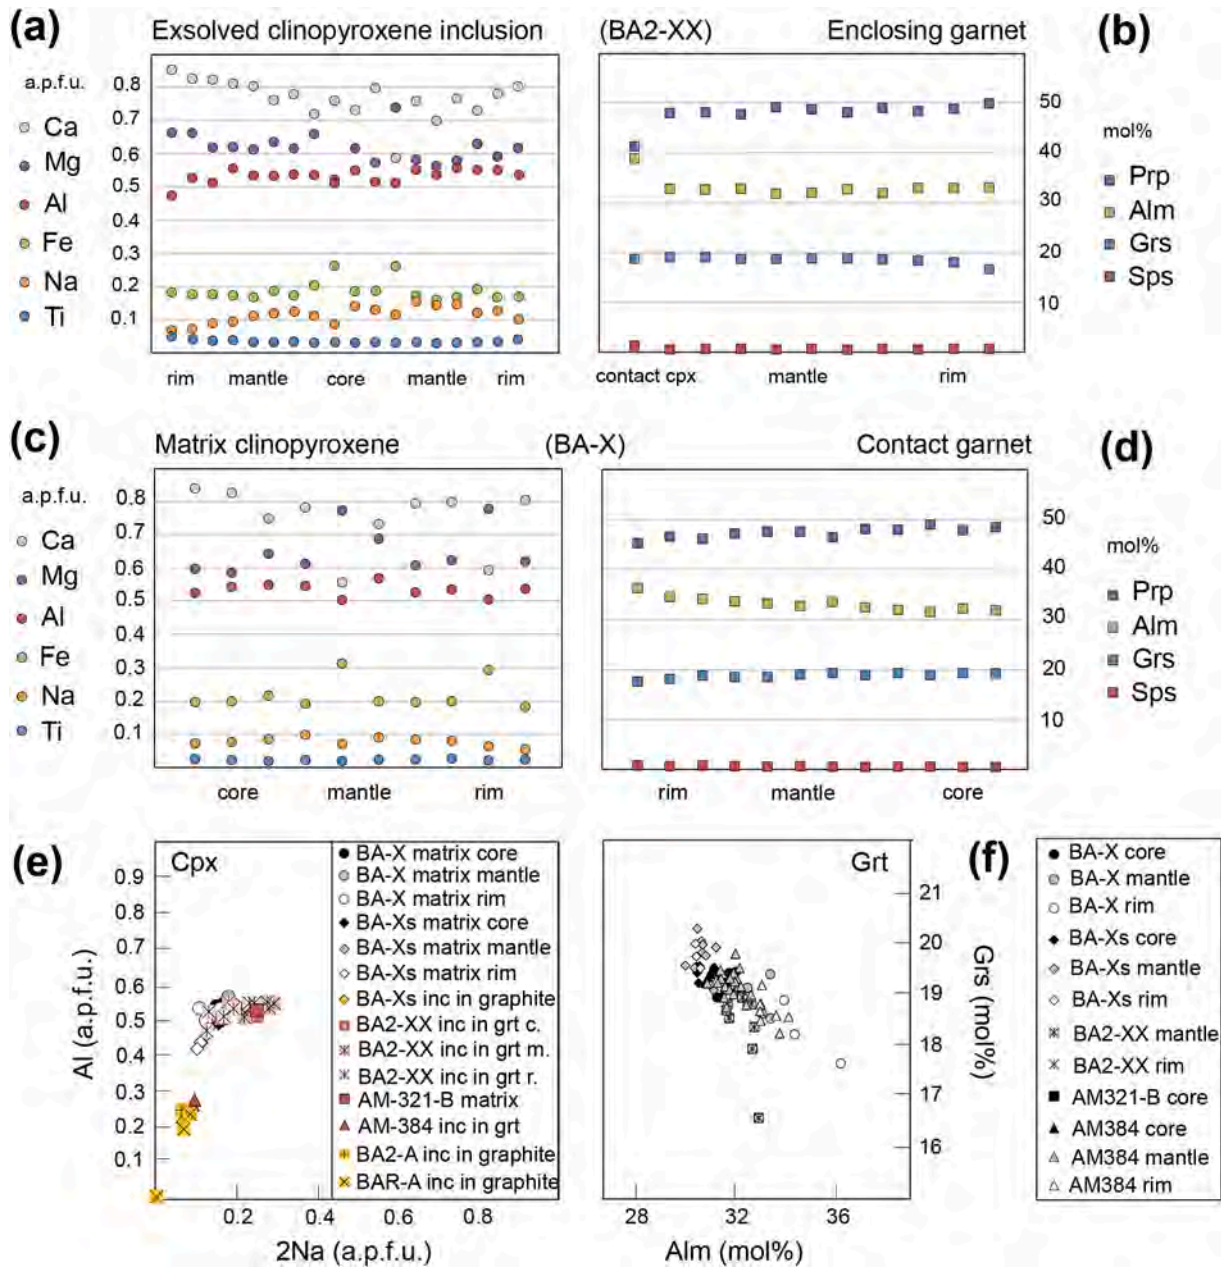 (a) Exsolved clinopyroxene inclusion (BA2-XX) Enclosing garnet (b)
a.p.f.u.
Ca
Mg
Al
Fe
Na
Ti
0.8
0.7
0.6
0.5
0.3
0.2
0.1
rim mantle core mantle rim
50
40
30
20
10
contact cpx mantle rim
mol%
Prp
Alm
Grs
Sps
(c) Matrix clinopyroxene (BA-X) Contact garnet (d)
a.p.f.u.
Ca
Mg
Al
Fe
Na
Ti
0.8
0.7
0.6
0.5
0.3
0.2
0.1
core mantle rim
50
40
30
20
10
rim mantle core
mol%
Prp
Alm
Grs
Sps
(e) Cpx
Al (a.p.f.u.)
0.9
0.8
0.7
0.6
0.5
0.4
0.3
0.2
0.1
0.2 0.4
2Na (a.p.f.u.)
BA-X matrix core
BA-X matrix mantle
BA-X matrix rim
BA-Xs matrix core
BA-Xs matrix mantle
BA-Xs matrix rim
BA-Xs inc in graphite
BA2-XX inc in grt c.
BA2-XX inc in grt m.
BA2-XX inc in grt r.
AM-321-B matrix
AM-384 inc in grt
BA2-A inc in graphite
BAR-A inc in graphite
Grt (f)
21
20
19
18
17
16
Grs (mol%)
28 32 36
Alm (mol%)
BA-X core
BA-X mantle
BA-X rim
BA-Xs core
BA-Xs mantle
BA-Xs rim
BA2-XX mantle
BA2-XX rim
AM321-B core
AM384 core
AM384 mantle
AM384 rim